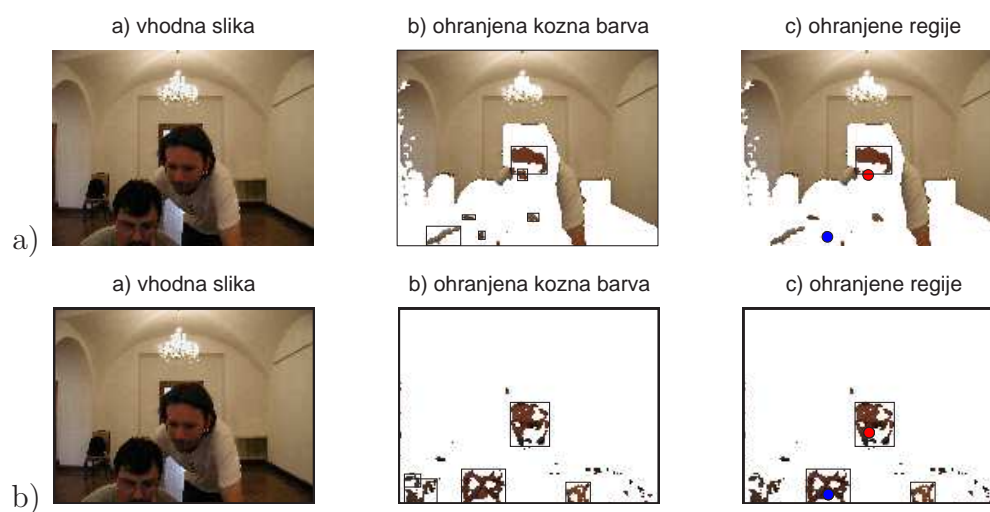 a) vhodna slika b) ohranjena kozna barva c) ohranjene regije
a)
a) vhodna slika b) ohranjena kozna barva c) ohranjene regije
b)